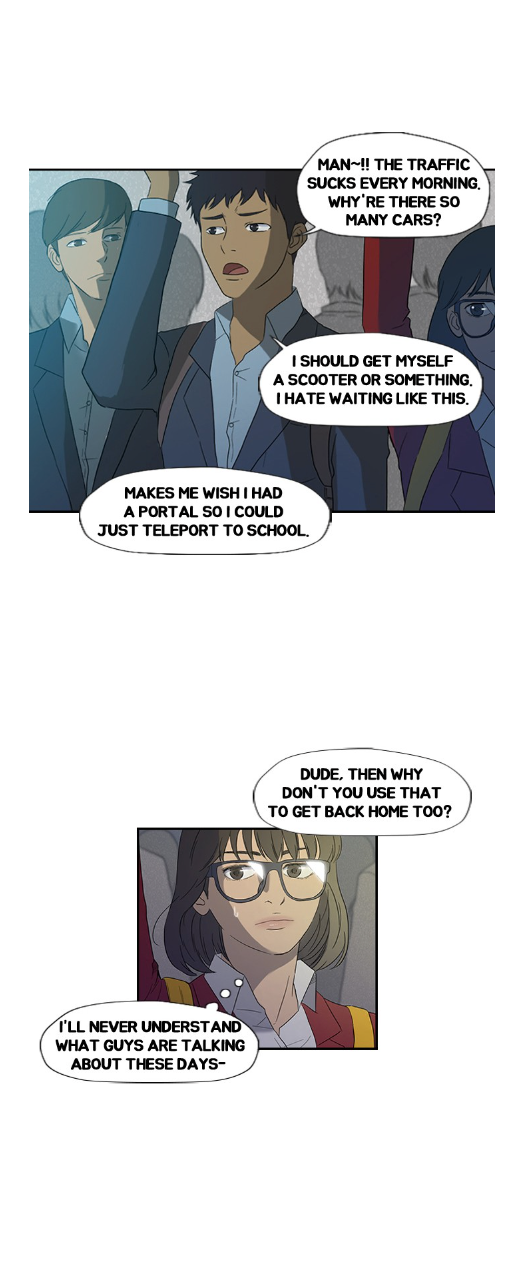 MAN~!! THE TRAFFIC
SUCKS EVERY MORNING.
WHY'RE THERE SO
MANY CARS?
I SHOULD GET MYSELF
A SCOOTER OR SOMETHING.
I HATE WAITING LIKE THIS.
MAKES ME WISH I HAD
A PORTAL SO I COULD
JUST TELEPORT TO SCHOOL.
DUDE, THEN WHY
DON'T YOU USE THAT
TO GET BACK HOME TOO?
I'LL NEVER UNDERSTAND
WHAT GUYS ARE TALKING
ABOUT THESE DAYS-